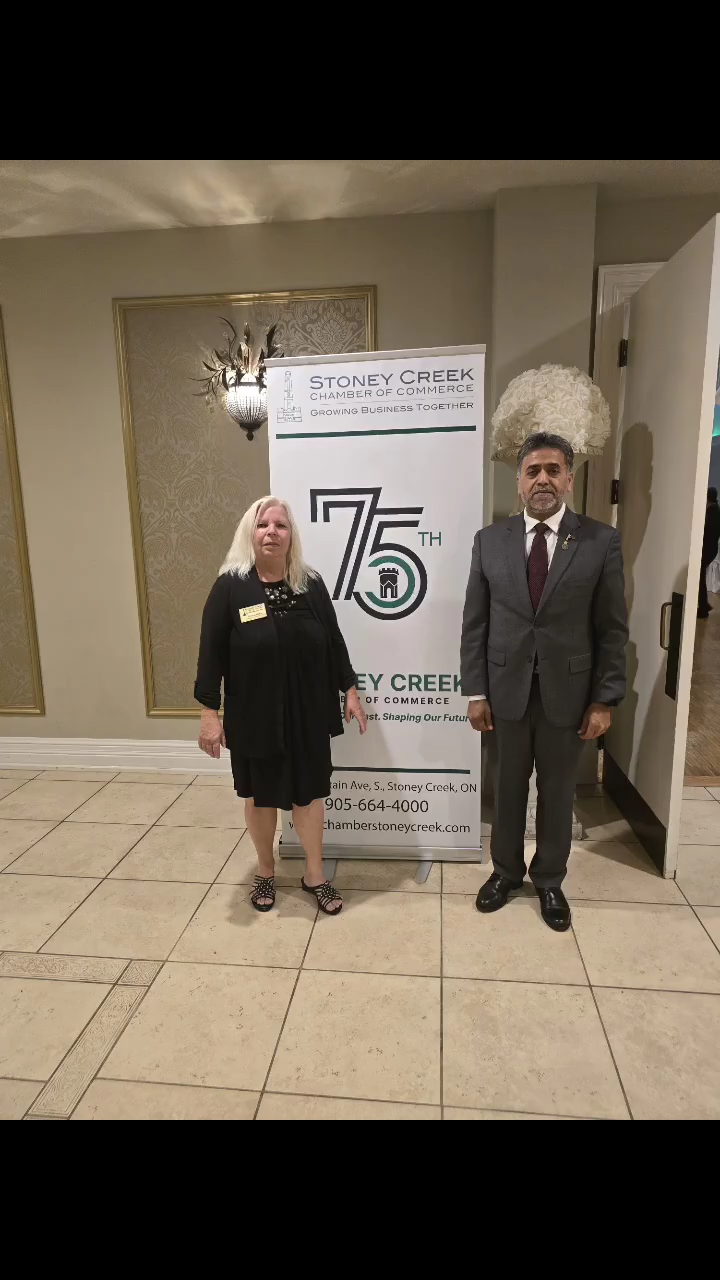 STONEY CREEK
CHAMBER OF COMMERCE
GROWING BUSINESS TOGETHER
75TH
EY CREEK
R OF COMMERCE
ast. Shaping Our Futur
ain Ave, S., Stoney Creek, ON
905-664-4000
chamberstoneycreek.com